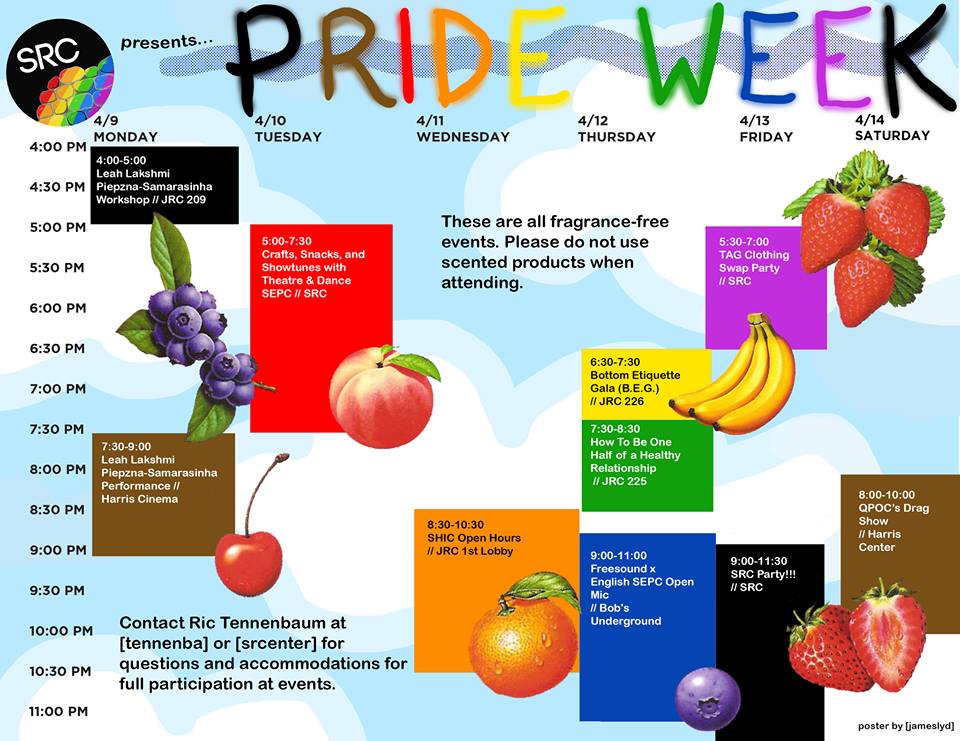 SRC
presents...
PRIDE WEEK
4/9
MONDAY
4/10
TUESDAY
4/11
WEDNESDAY
4/12
THURSDAY
4/13
FRIDAY
4/14
SATURDAY
4:00 PM
4:30 PM
5:00 PM
5:30 PM
6:00 PM
6:30 PM
7:00 PM
7:30 PM
8:00 PM
8:30 PM
9:00 PM
9:30 PM
10:00 PM
10:30 PM
11:00 PM
4:00-5:00
Leah Lakshmi
Piepzna-Samarasinha
Workshop // JRC 209
7:30-9:00
Leah Lakshmi
Piepzna-Samarasinha
Performance //
Harris Cinema
5:00-7:30
Crafts, Snacks, and
Showtunes with
Theatre & Dance
SEPC // SRC
These are all fragrance-free
events. Please do not use
scented products when
attending.
8:30-10:30
SHIC Open Hours
// JRC 1st Lobby
6:30-7:30
Bottom Etiquette
Gala (B.E.G.)
// JRC 226
7:30-8:30
How To Be One
Half of a Healthy
Relationship
// JRC 225
9:00-11:00
Freesound x
English SEPC Open
Mic
// Bob's
Underground
5:30-7:00
TAG Clothing
Swap Party
// SRC
9:00-11:30
SRC Party!!!
// SRC
8:00-10:00
QPOC's Drag
Show
// Harris
Center
Contact Ric Tennenbaum at
[tennenba] or [srcenter] for
questions and accommodations for
full participation at events.
poster by [jameslyd]